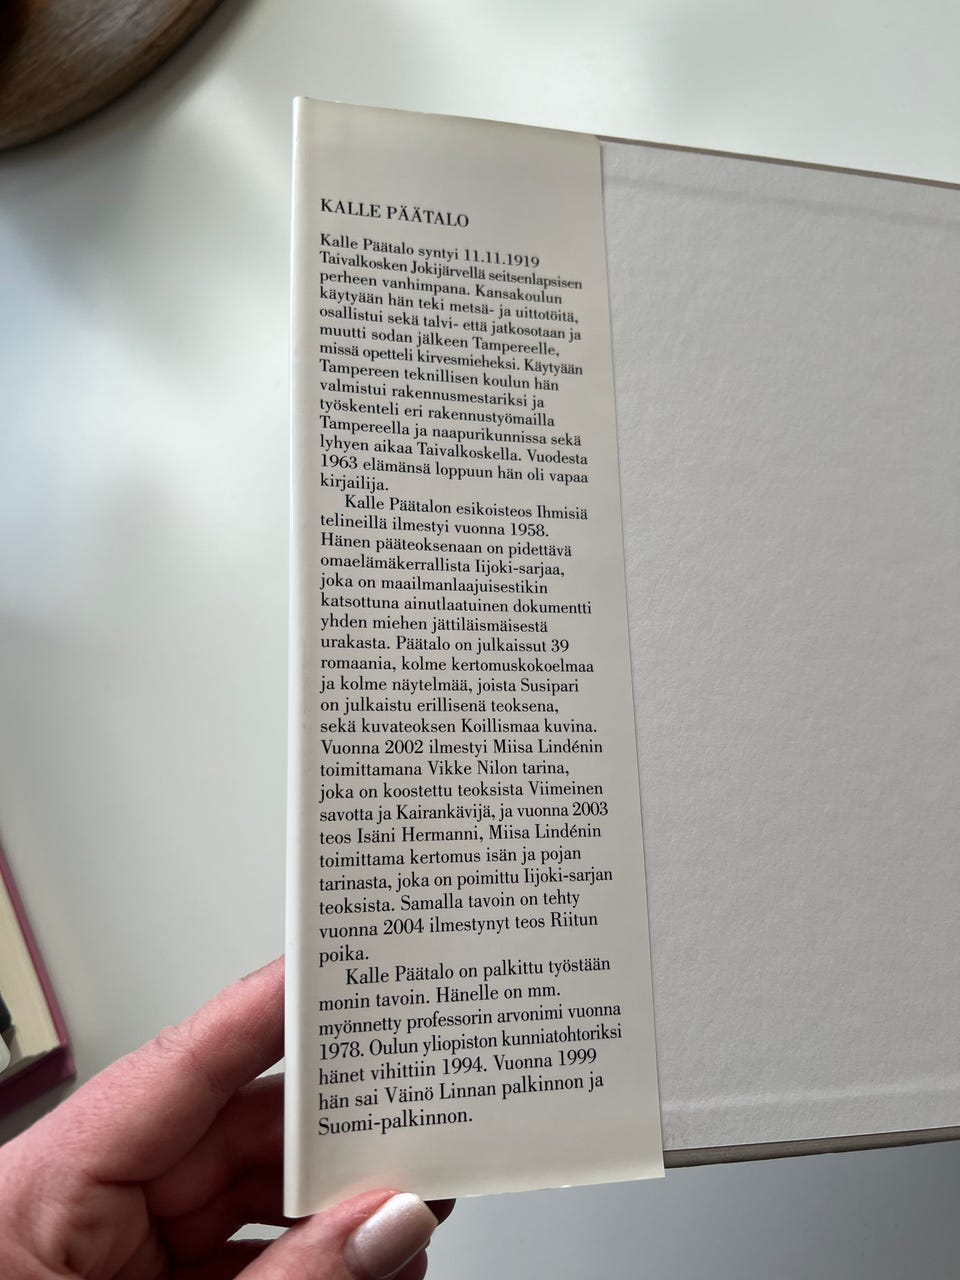 KALLE PÄÄTALO
Kalle Päätalo syntyi 11.11.1919
Taivalkosken Jokijärvellä seitsenlapsisen
perheen vanhimpana. Kansakoulun
käytyään hän teki metsä- ja uittotöitä,
osallistui sekä talvi- että jatkosotaan ja
muutti sodan jälkeen Tampereelle,
missä opetteli kirvesmieheksi. Käytyään
Tampereen teknillisen koulun hän
valmistui rakennusmestariksi ja
työskenteli eri rakennustyömailla
Tampereella ja naapurikunnissa sekä
lyhyen aikaa Taivalkoskella. Vuodesta
1963 elämänsä loppuun hän oli vapaa
kirjailija.
Kalle Päätalon esikoisteos Ihmisiä
telineillä ilmestyi vuonna 1958.
Hänen pääteoksenaan on pidettävä
omaelämäkerrallista Iijoki-sarjaa,
joka on maailmanlaajuisestikin
katsottuna ainutlaatuinen dokumentti
yhden miehen jättiläismäisestä
urakasta. Päätalo on julkaissut 39
romaania, kolme kertomuskokoelmaa
ja kolme näytelmää, joista Susipari
on julkaistu erillisenä teoksena,
sekä kuvateoksen Koillismaa kuvina.
Vuonna 2002 ilmestyi Miisa Lindénin
toimittamana Vikke Nilon tarina,
joka on koostettu teoksista Viimeinen
savotta ja Kairankävijä, ja vuonna 2003
teos Isäni Hermanni, Miisa Lindénin
toimittama kertomus isän ja pojan
tarinasta, joka on poimittu Iijoki-sarjan
teoksista. Samalla tavoin on tehty
vuonna 2004 ilmestynyt teos Riitun
poika.
Kalle Päätalo on palkittu työstään
monin tavoin. Hänelle on mm.
myönnetty professorin arvonimi vuonna
1978. Oulun yliopiston kunniatohtoriksi
hänet vihittiin 1994. Vuonna 1999
hän sai Väinö Linnan palkinnon ja
Suomi-palkinnon.